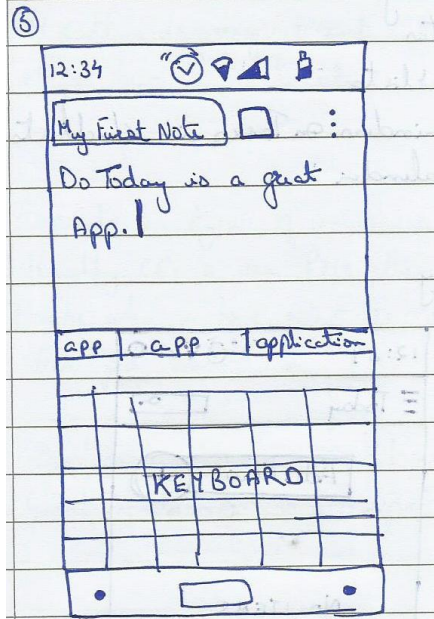 5
12:34
My First Note
Do Today is a great
App.
app app application
KEYBOARD